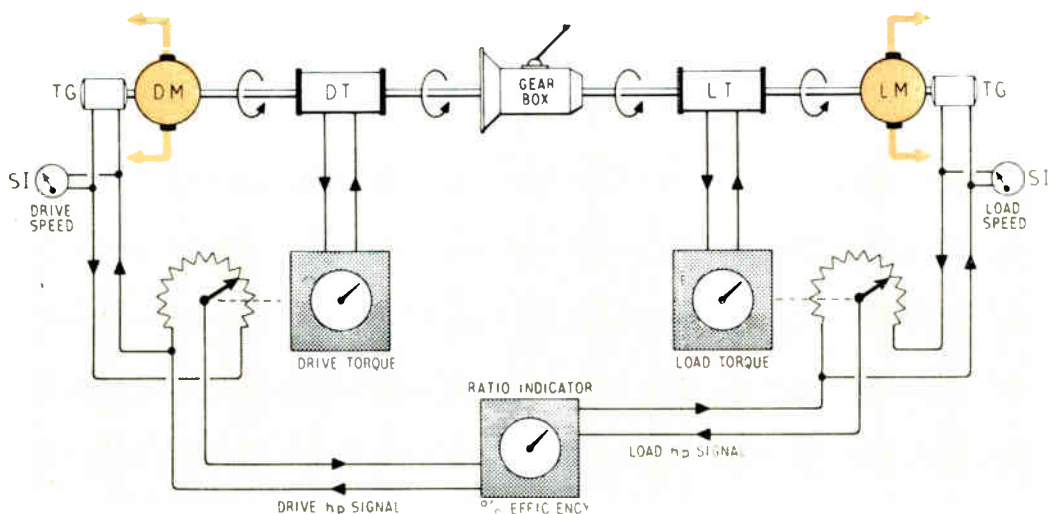 TG
DM
DT
GEAR
BOX
LT
LM
TG
SI
DRIVE
SPEED
SI
LOAD
SPEED
DRIVE TORQUE
LOAD TORQUE
RATIO INDICATOR
LOAD hp SIGNAL
DRIVE hp SIGNAL
% EFFICIENCY